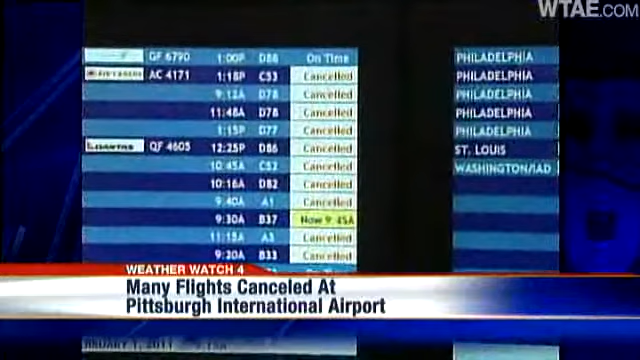 WTAE.COM
GF 6790 1:00P D88 On Time PHILADELPHIA
AC 4171 1:18P C53 Cancelled PHILADELPHIA
9:12A D78 Cancelled PHILADELPHIA
11:48A D78 Cancelled PHILADELPHIA
1:15P D77 Cancelled PHILADELPHIA
QANTAS QF 4605 12:25P D86 Cancelled ST. LOUIS
10:45A C52 Cancelled WASHINGTON/IAD
10:16A D82 Cancelled
9:40A A1 Cancelled
9:30A B37 Now 9:45A
11:15A A3 Cancelled
9:30A B33 Cancelled
WEATHER WATCH 4
Many Flights Canceled At
Pittsburgh International Airport